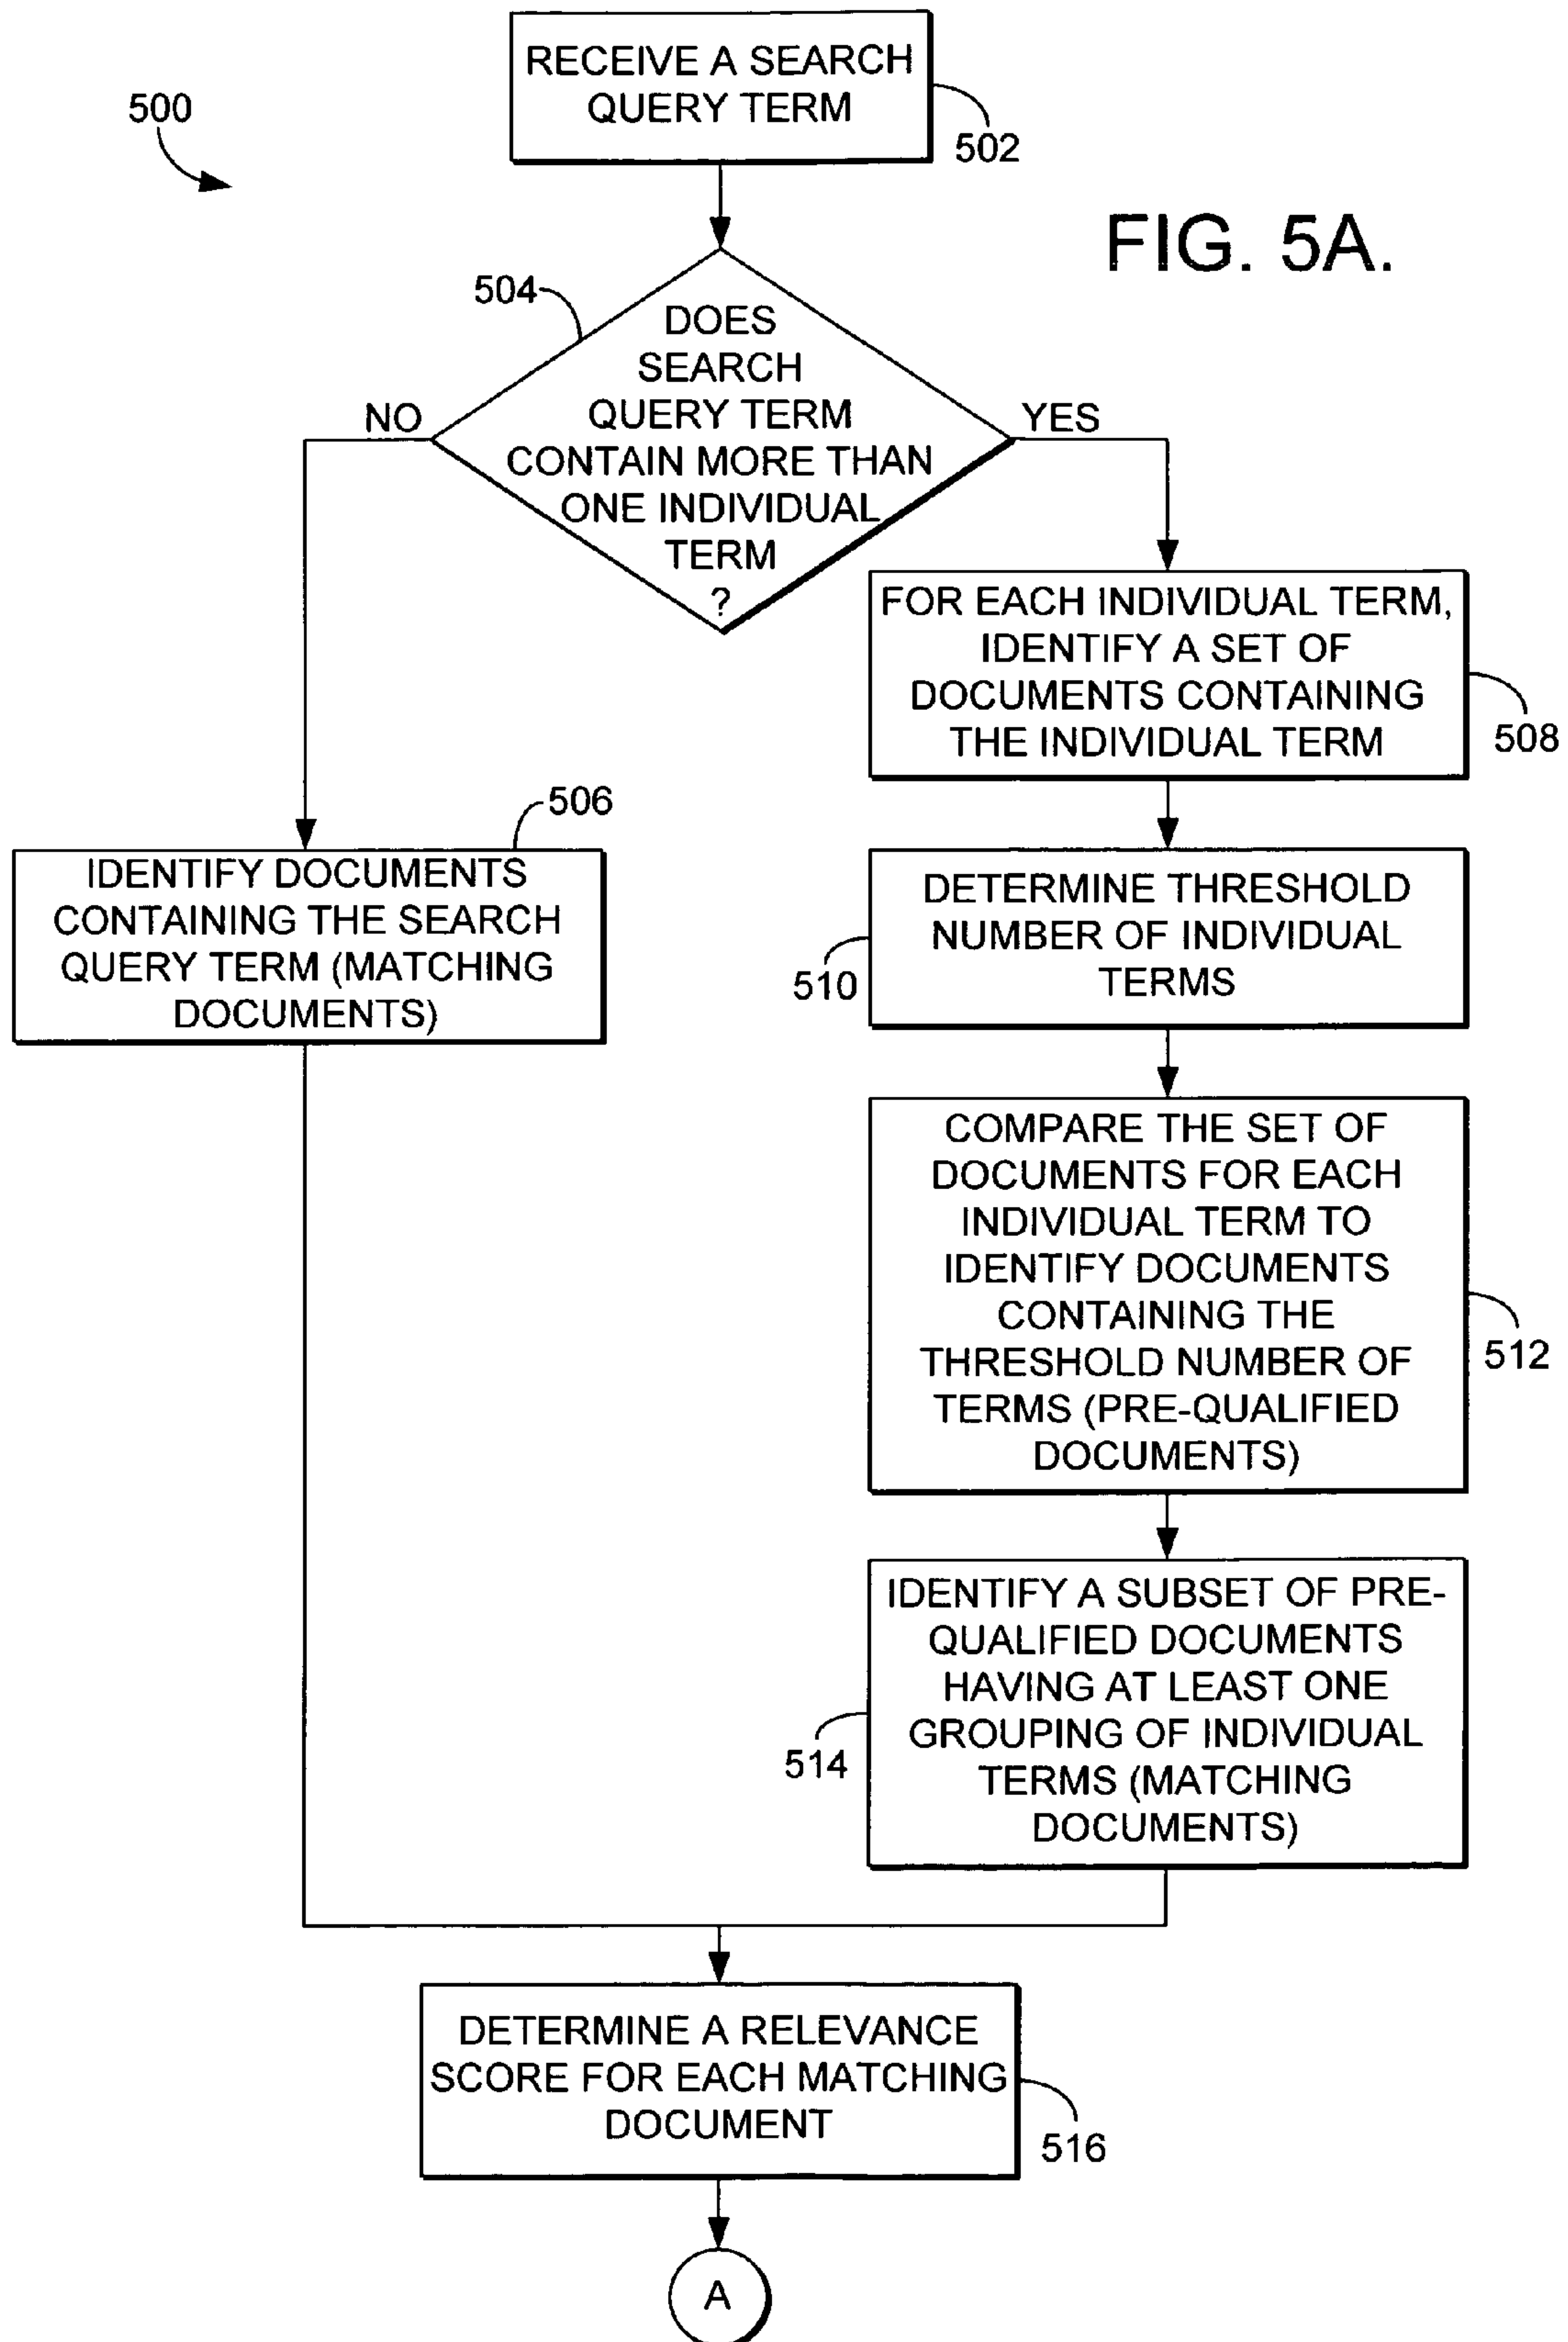 RECEIVE A SEARCH
QUERY TERM
502
500
FIG. 5A.
504
DOES
SEARCH
QUERY TERM
CONTAIN MORE THAN
ONE INDIVIDUAL
TERM
?
NO
YES
FOR EACH INDIVIDUAL TERM,
IDENTIFY A SET OF
DOCUMENTS CONTAINING
THE INDIVIDUAL TERM
508
506
IDENTIFY DOCUMENTS
CONTAINING THE SEARCH
QUERY TERM (MATCHING
DOCUMENTS)
DETERMINE THRESHOLD
NUMBER OF INDIVIDUAL
TERMS
510
COMPARE THE SET OF
DOCUMENTS FOR EACH
INDIVIDUAL TERM TO
IDENTIFY DOCUMENTS
CONTAINING THE
THRESHOLD NUMBER OF
TERMS (PRE-QUALIFIED
DOCUMENTS)
512
IDENTIFY A SUBSET OF PRE-
QUALIFIED DOCUMENTS
HAVING AT LEAST ONE
GROUPING OF INDIVIDUAL
TERMS (MATCHING
DOCUMENTS)
514
DETERMINE A RELEVANCE
SCORE FOR EACH MATCHING
DOCUMENT
516
A